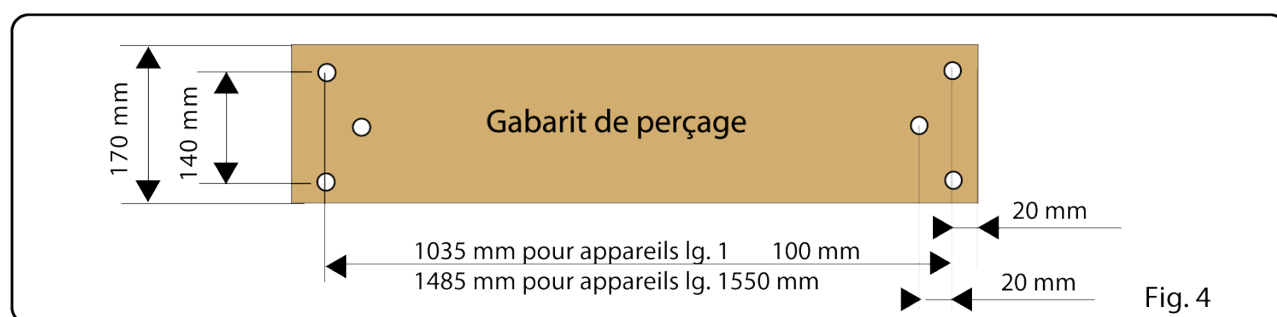 170 mm
140 mm
Gabarit de perçage
20 mm
1035 mm pour appareils lg. 1 100 mm
1485 mm pour appareils lg. 1550 mm
20 mm
Fig. 4